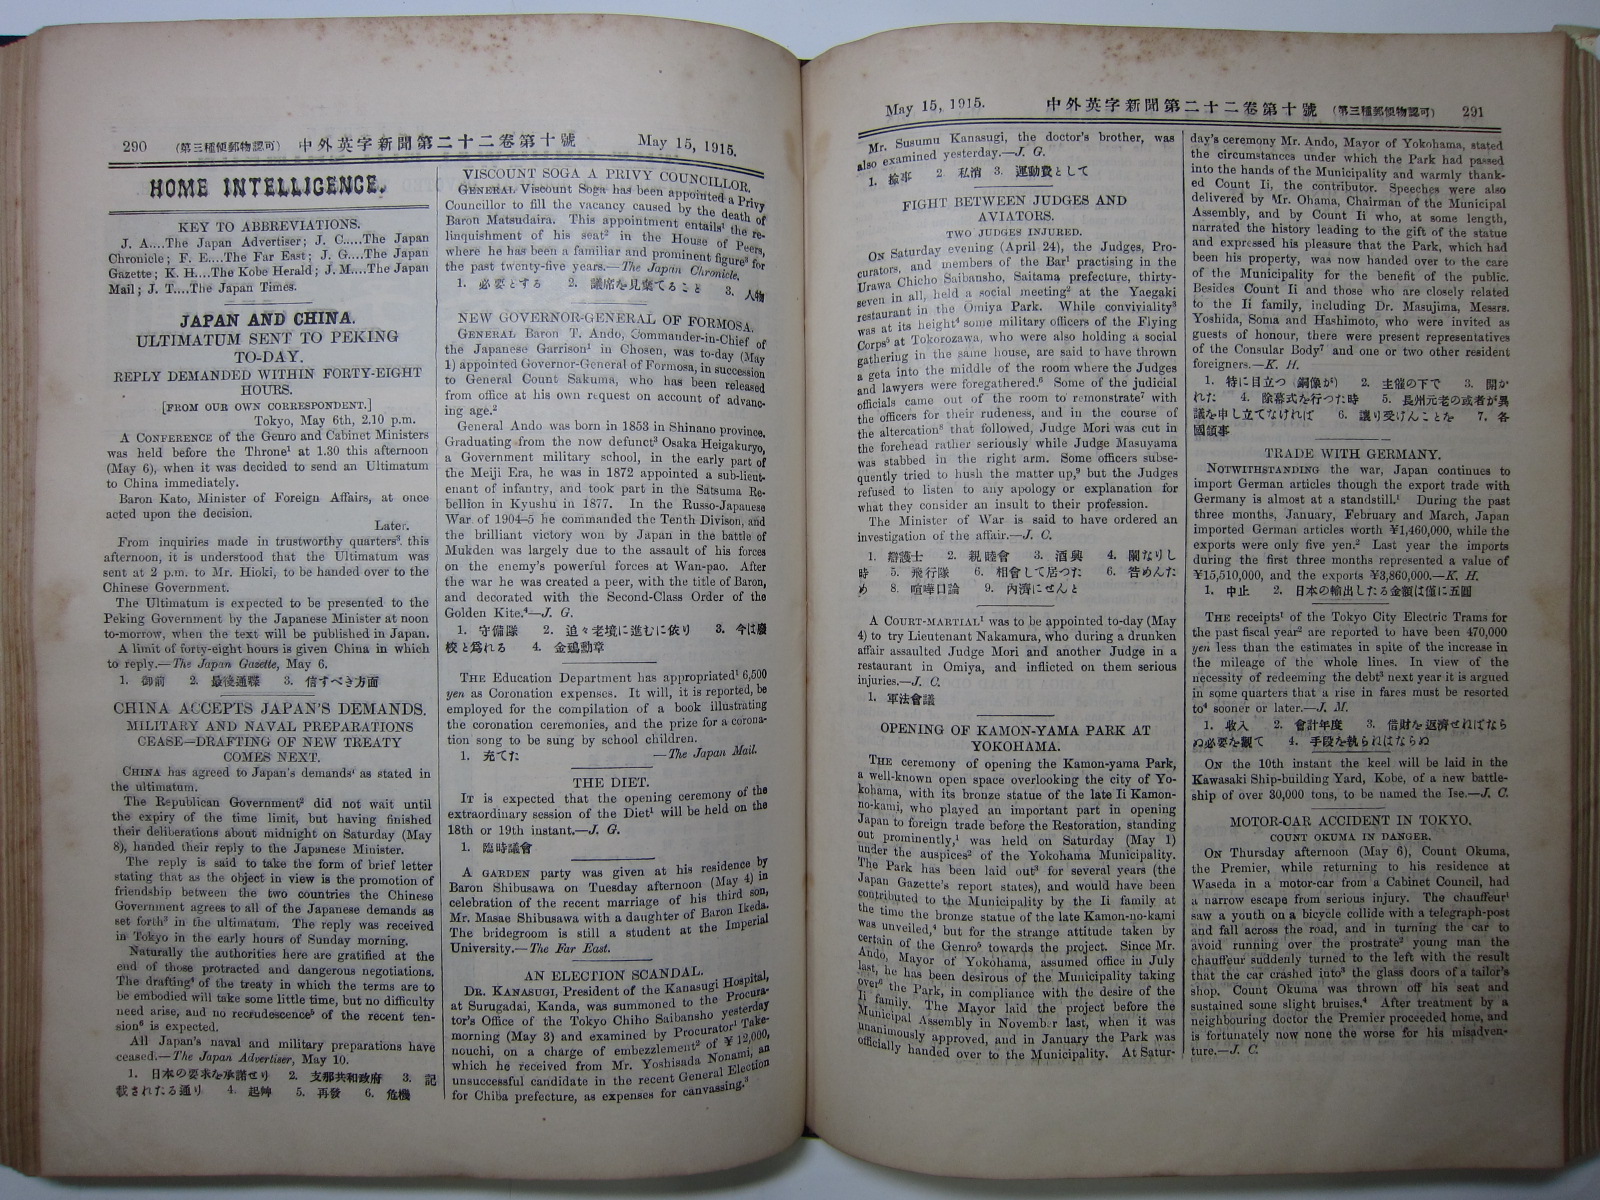 290 (第三種郵便物認可) 中外英字新聞第二十二卷第十號 May 15, 1915.
HOME INTELLIGENCE.
KEY TO ABBREVIATIONS.
J. A....The Japan Advertiser; J. C.....The Japan
Chronicle; F. E....The Far East; J. G....The Japan
Gazette; K. H....The Kobe Herald; J. M....The Japan
Mail; J. T....The Japan Times.
JAPAN AND CHINA.
ULTIMATUM SENT TO PEKING
TO-DAY.
REPLY DEMANDED WITHIN FORTY-EIGHT
HOURS.
[FROM OUR OWN CORRESPONDENT.]
Tokyo, May 6th, 2.10 p.m.
A CONFERENCE of the Genro and Cabinet Ministers
was held before the Throne¹ at 1.30 this afternoon
(May 6), when it was decided to send an Ultimatum
to China immediately.
Baron Kato, Minister of Foreign Affairs, at once
acted upon the decision.
Later.
From inquiries made in trustworthy quarters³, this
afternoon, it is understood that the Ultimatum was
sent at 2 p.m. to Mr. Hioki, to be handed over to the
Chinese Government.
The Ultimatum is expected to be presented to the
Peking Government by the Japanese Minister at noon
to-morrow, when the text will be published in Japan.
A limit of forty-eight hours is given China in which
to reply.—The Japan Gazette, May 6.
1. 御前 2. 最後通牒 3. 信すべき方面
CHINA ACCEPTS JAPAN'S DEMANDS.
MILITARY AND NAVAL PREPARATIONS
CEASE—DRAFTING OF NEW TREATY
COMES NEXT.
CHINA has agreed to Japan's demands¹ as stated in
the ultimatum.
The Republican Government² did not wait until
the expiry of the time limit, but having finished
their deliberations about midnight on Saturday (May
8), handed their reply to the Japanese Minister.
The reply is said to take the form of brief letter
stating that as the object in view is the promotion of
friendship between the two countries the Chinese
Government agrees to all of the Japanese demands as
set forth³ in the ultimatum. The reply was received
in Tokyo in the early hours of Sunday morning.
Naturally the authorities here are gratified at the
end of those protracted and dangerous negotiations.
The drafting⁴ of the treaty in which the terms are to
be embodied will take some little time, but no difficulty
need arise, and no recrudescence⁵ of the recent ten-
sion⁶ is expected.
All Japan's naval and military preparations have
ceased.—The Japan Advertiser, May 10.
1. 日本の要求を承諾せり 2. 支那共和政府 3. 記
載されたる通り 4. 起艸 5. 再發 6. 危機
VISCOUNT SOGA A PRIVY COUNCILLOR.
GENERAL Viscount Soga has been appointed a Privy
Councillor to fill the vacancy caused by the death of
Baron Matsudaira. This appointment entails¹ the re-
linquishment of his seat² in the House of Peers,
where he has been a familiar and prominent figure³ for
the past twenty-five years.—The Japan Chronicle.
1. 必要とする 2. 議席を見棄てること 3. 人物
NEW GOVERNOR-GENERAL OF FORMOSA.
GENERAL Baron T. Ando, Commander-in-Chief of
the Japanese Garrison¹ in Chosen, was to-day (May
1) appointed Governor-General of Formosa, in succession
to General Count Sakuma, who has been released
from office at his own request on account of advanc-
ing age.²
General Ando was born in 1853 in Shinano province.
Graduating from the now defunct³ Osaka Heigakuryo,
a Government military school, in the early part of
the Meiji Era, he was in 1872 appointed a sub-lieut-
enant of infantry, and took part in the Satsuma Re-
bellion in Kyushu in 1877. In the Russo-Japanese
War of 1904-5 he commanded the Tenth Divison, and
the brilliant victory won by Japan in the battle of
Mukden was largely due to the assault of his forces
on the enemy's powerful forces at Wan-pao. After
the war he was created a peer, with the title of Baron,
and decorated with the Second-Class Order of the
Golden Kite.⁴—J. G.
1. 守備隊 2. 追々老境に進むに依り 3. 今は廢
校と爲れる 4. 金鵄勳章
THE Education Department has appropriated¹ 6,500
yen as Coronation expenses. It will, it is reported, be
employed for the compilation of a book illustrating
the coronation ceremonies, and the prize for a corona-
tion song to be sung by school children.
1. 充てた —The Japan Mail.
THE DIET.
IT is expected that the opening ceremony of the
extraordinary session of the Diet¹ will be held on the
18th or 19th instant.—J. G.
1. 臨時議會
A GARDEN party was given at his residence by
Baron Shibusawa on Tuesday afternoon (May 4) in
celebration of the recent marriage of his third son,
Mr. Masae Shibusawa with a daughter of Baron Ikeda.
The bridegroom is still a student at the Imperial
University.—The Far East.
AN ELECTION SCANDAL.
DR. KANASUGI, President of the Kanasugi Hospital,
at Surugadai, Kanda, was summoned to the Procura-
tor's Office of the Tokyo Chiho Saibansho yesterday
morning (May 3) and examined by Procurator¹ Take-
nouchi, on a charge of embezzlement² of ¥12,000,
which he received from Mr. Yoshisada Nonami, an
unsuccessful candidate in the recent General Election
for Chiba prefecture, as expenses for canvassing.³
May 15, 1915. 中外英字新聞第二十二卷第十號 (第三種郵便物認可) 291
Mr. Susumu Kanasugi, the doctor's brother, was
also examined yesterday.—J. G.
1. 撿事 2 私消 3. 運動費として
FIGHT BETWEEN JUDGES AND
AVIATORS.
TWO JUDGES INJURED.
ON Saturday evening (April 24), the Judges, Pro-
curators, and members of the Bar¹ practising in the
Urawa Chicho Saibansho, Saitama prefecture, thirty-
seven in all, held a social meeting² at the Yaegaki
restaurant in the Omiya Park. While conviviality³
was at its height⁴ some military officers of the Flying
Corps⁵ at Tokorozawa, who were also holding a social
gathering in the same house, are said to have thrown
a geta into the middle of the room where the Judges
and lawyers were foregathered.⁶ Some of the judicial
officials came out of the room to remonstrate⁷ with
the officers for their rudeness, and in the course of
the altercation⁸ that followed, Judge Mori was cut in
the forehead rather seriously while Judge Masuyama
was stabbed in the right arm. Some officers subse-
quently tried to hush the matter up,⁹ but the Judges
refused to listen to any apology or explanation for
what they consider an insult to their profession.
The Minister of War is said to have ordered an
investigation of the affair.—J. C.
1. 辯護士 2. 親睦會 3. 酒興 4. 闌なりし
時 5. 飛行隊 6. 相會して居つた 6. 咎めんた
め 8. 喧嘩口論 9. 內濟にせんと
A COURT-MARTIAL¹ was to be appointed to-day (May
4) to try Lieutenant Nakamura, who during a drunken
affair assaulted Judge Mori and another Judge in a
restaurant in Omiya, and inflicted on them serious
injuries.—J. C.
1. 軍法會議
OPENING OF KAMON-YAMA PARK AT
YOKOHAMA.
THE ceremony of opening the Kamon-yama Park,
a well-known open space overlooking the city of Yo-
kohama, with its bronze statue of the late Ii Kamon-
no-kami, who played an important part in opening
Japan to foreign trade before the Restoration, standing
out prominently,¹ was held on Saturday (May 1)
under the auspices² of the Yokohama Municipality.
The Park has been laid out³ for several years (the
Japan Gazette's report states), and would have been
contributed to the Municipality by the Ii family at
the time the bronze statue of the late Kamon-no-kami
was unveiled,⁴ but for the strange attitude taken by
certain of the Genro⁵ towards the project. Since Mr.
Ando, Mayor of Yokohama, assumed office in July
last, he has been desirous of the Municipality taking
over⁶ the Park, in compliance with the desire of the
Ii family. The Mayor laid the project before the
Municipal Assembly in November last, when it was
unanimously approved, and in January the Park was
officially handed over to the Municipality. At Satur-
day's ceremony Mr. Ando, Mayor of Yokohama, stated
the circumstances under which the Park had passed
into the hands of the Municipality and warmly thank-
ed Count Ii, the contributor. Speeches were also
delivered by Mr. Ohama, Chairman of the Municipal
Assembly, and by Count Ii who, at some length,
narrated the history leading to the gift of the statue
and expressed his pleasure that the Park, which had
been his property, was now handed over to the care
of the Municipality for the benefit of the public.
Besides Count Ii and those who are closely related
to the Ii family, including Dr. Masujima, Messrs.
Yoshida, Soma and Hashimoto, who were invited as
guests of honour, there were present representatives
of the Consular Body⁷ and one or two other resident
foreigners.—K. H.
1. 特に目立つ (銅像が) 2. 主催の下で 3. 開か
れた 4. 除幕式を行つた時 5. 長州元老の或者が異
議を申し立てなければ 6. 讓り受けんことを 7. 各
國領事
TRADE WITH GERMANY.
NOTWITHSTANDING the war, Japan continues to
import German articles though the export trade with
Germany is almost at a standstill.¹ During the past
three months, January, February and March, Japan
imported German articles worth ¥1,460,000, while the
exports were only five yen.² Last year the imports
during the first three months represented a value of
¥15,510,000, and the exports ¥3,860,000.—K. H.
1. 中止 2. 日本の輸出したる金額は僅に五圓
THE receipts¹ of the Tokyo City Electric Trams for
the past fiscal year² are reported to have been 470,000
yen less than the estimates in spite of the increase in
the mileage of the whole lines. In view of the
necessity of redeeming the debt³ next year it is argued
in some quarters that a rise in fares must be resorted
to⁴ sooner or later.—J. M.
1. 收入 2. 會計年度 3. 借財を返濟せねばなら
ぬ必要を觀て 4. 手段を執られはならぬ
ON the 10th instant the keel will be laid in the
Kawasaki Ship-building Yard, Kobe, of a new battle-
ship of over 30,000 tons, to be named the Ise.—J. C.
MOTOR-CAR ACCIDENT IN TOKYO.
COUNT OKUMA IN DANGER.
ON Thursday afternoon (May 6), Count Okuma,
the Premier, while returning to his residence at
Waseda in a motor-car from a Cabinet Council, had
a narrow escape from serious injury. The chauffeur¹
saw a youth on a bicycle collide with a telegraph-post
and fall across the road, and in turning the car to
avoid running over the prostrate² young man the
chauffeur suddenly turned to the left with the result
that the car crashed into³ the glass doors of a tailor's
shop. Count Okuma was thrown off his seat and
sustained some slight bruises.⁴ After treatment by a
neighbouring doctor the Premier proceeded home, and
is fortunately now none the worse for his misadven-
ture.—J. C.